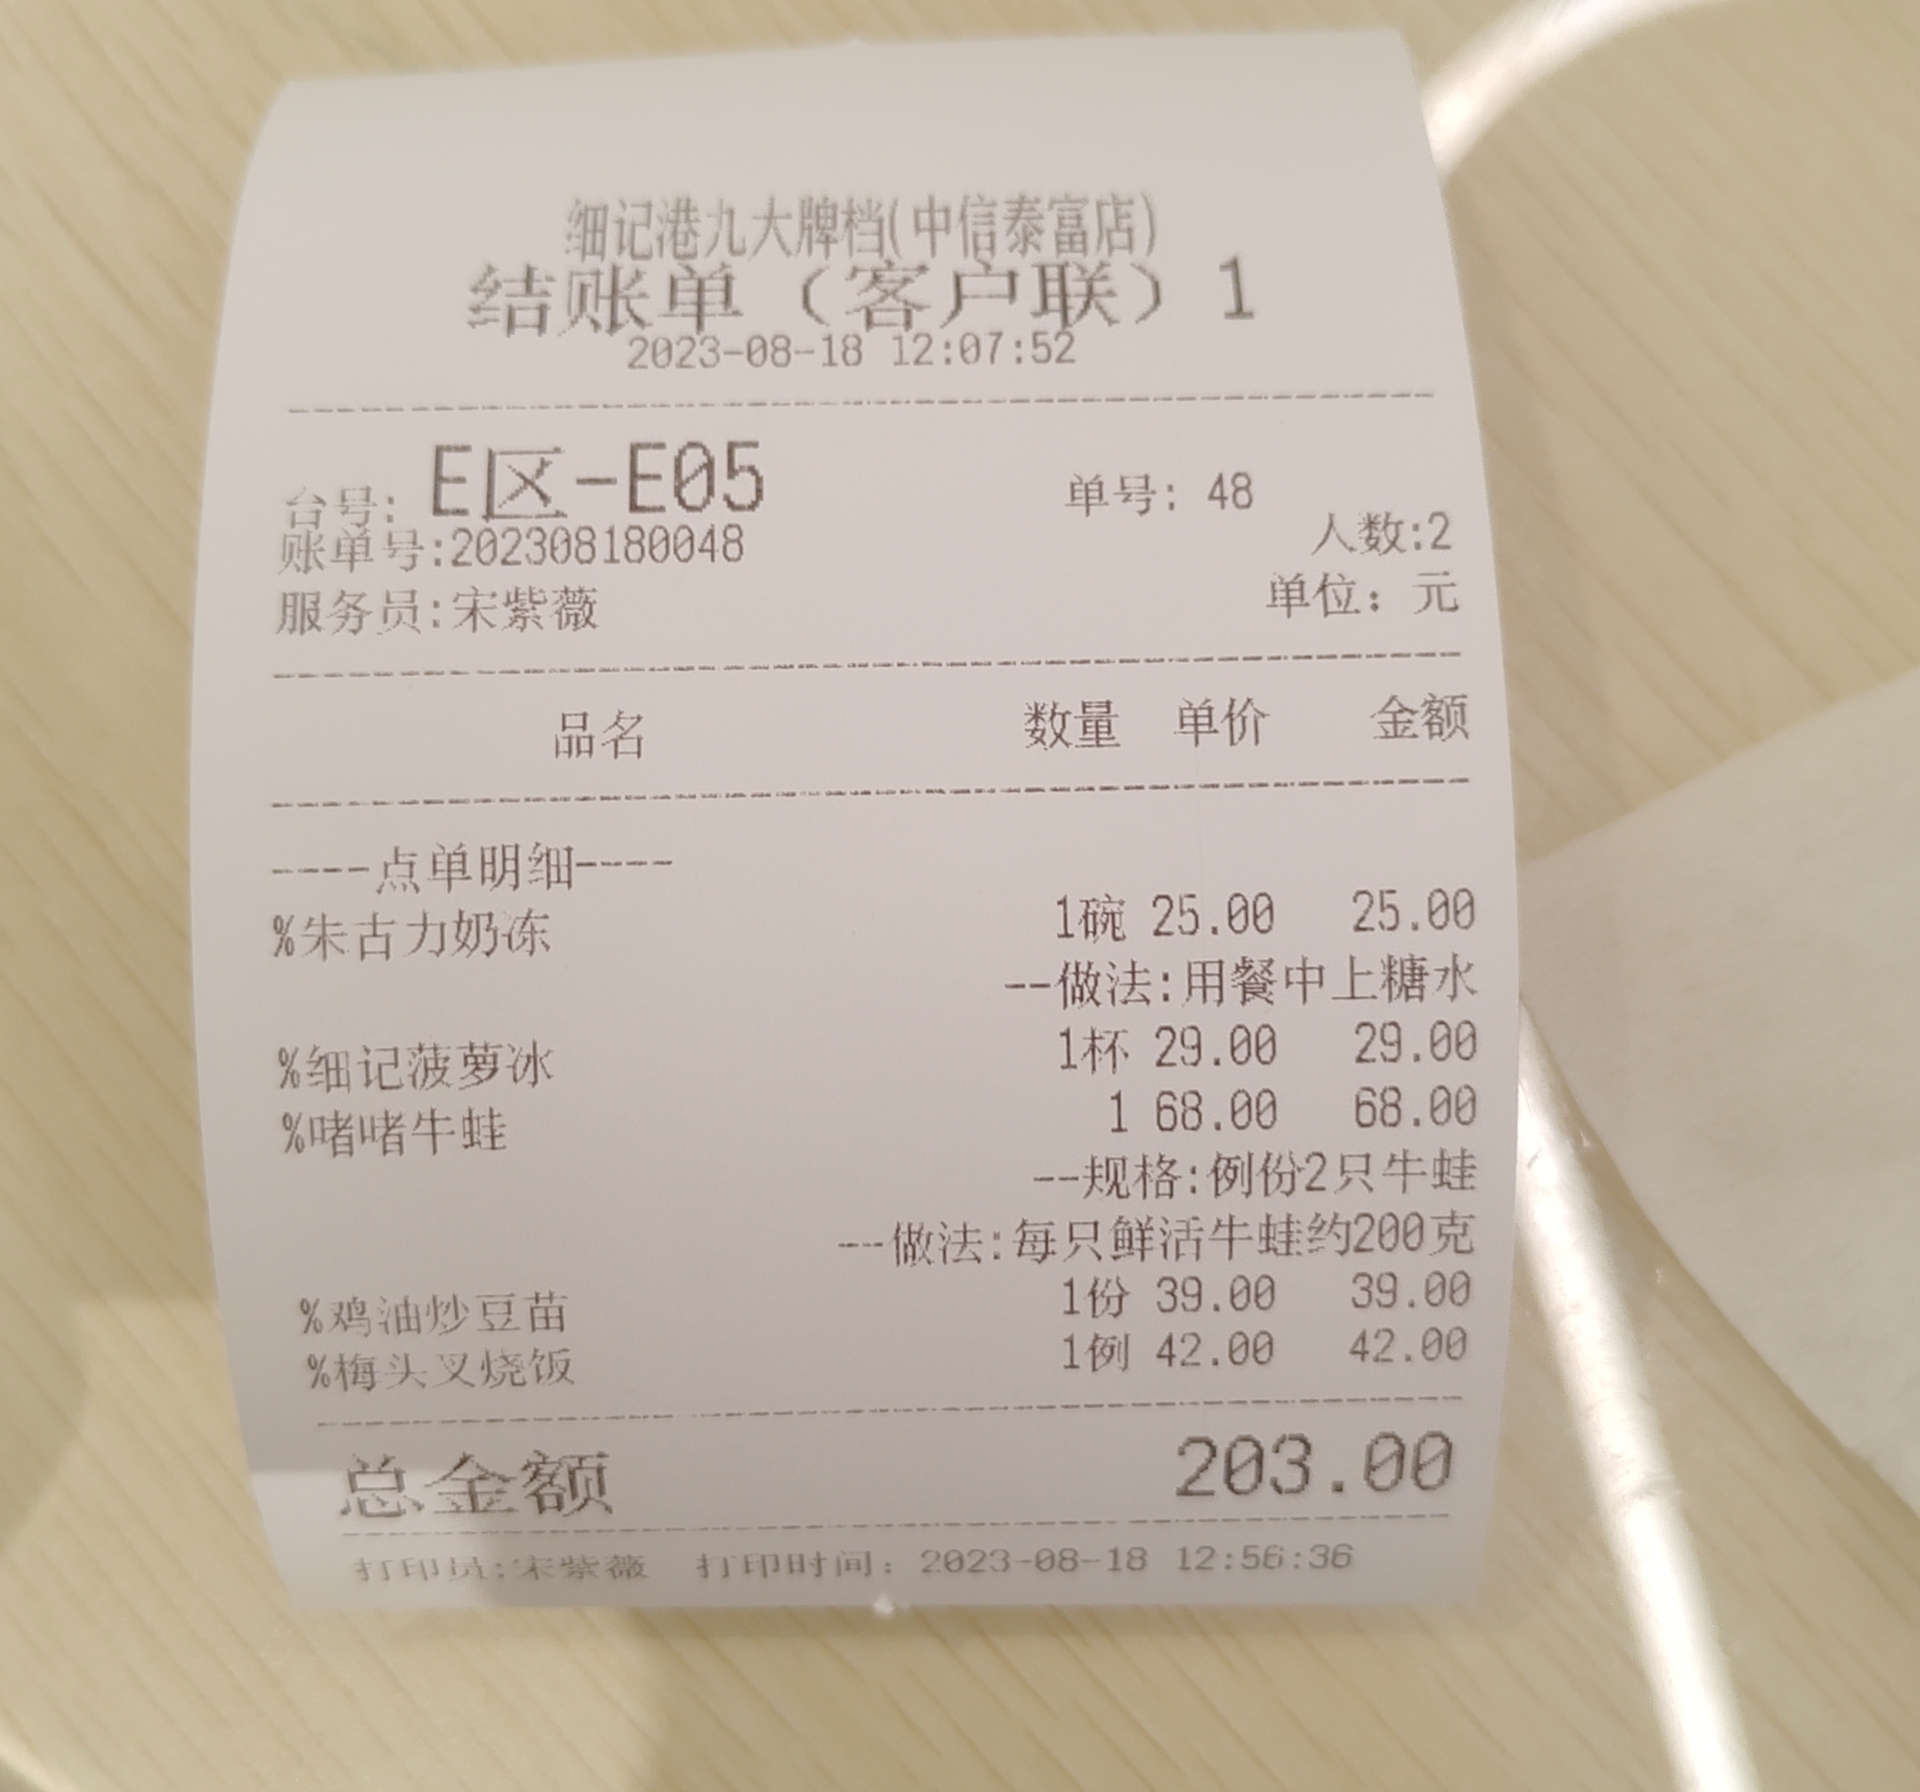 细记港九大牌档(中信泰富店)
结账单（客户联）1
2023-08-18 12:07:52
台号: E区-E05 单号: 48
账单号:202308180048 人数:2
服务员:宋紫薇 单位: 元
品名 数量 单价 金额
----点单明细----
%朱古力奶冻 1碗 25.00 25.00
--做法:用餐中上糖水
%细记菠萝冰 1杯 29.00 29.00
%啫啫牛蛙 1 68.00 68.00
--规格:例份2只牛蛙
--做法:每只鲜活牛蛙约200克
%鸡油炒豆苗 1份 39.00 39.00
%梅头叉烧饭 1例 42.00 42.00
总金额 203.00
打印员:宋紫薇 打印时间: 2023-08-18 12:56:36